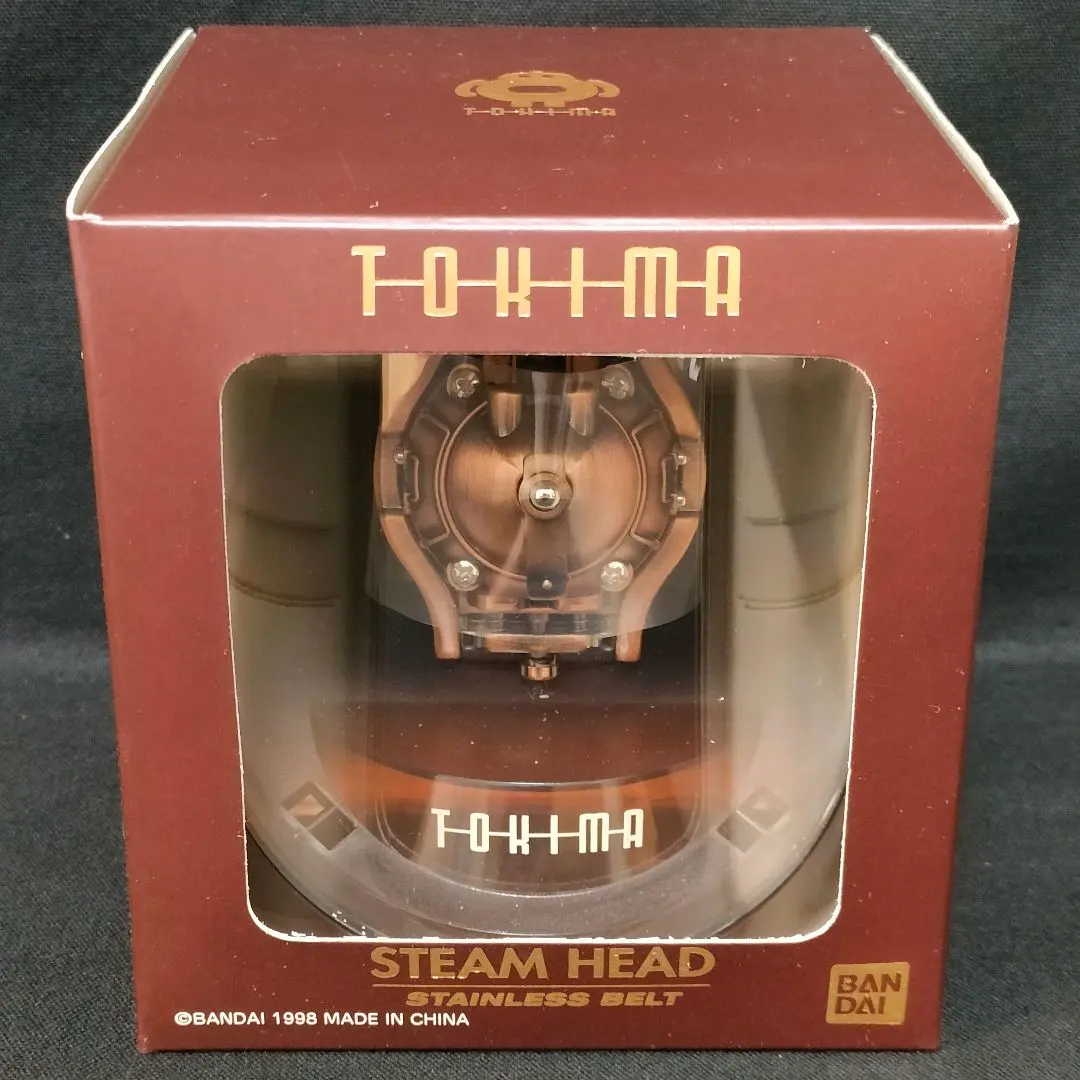 TOKIMA
TOKIMA
TOKIMA
STEAM HEAD
STAINLESS BELT
BAN
DAI
©BANDAI 1998 MADE IN CHINA